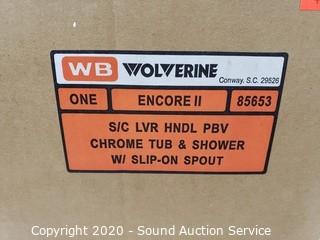 WB WOLVERINE
Conway, S.C. 29526
ONE ENCORE II 85653
S/C LVR HNDL PBV
CHROME TUB & SHOWER
W/ SLIP-ON SPOUT
Copyright 2020 - Sound Auction Service